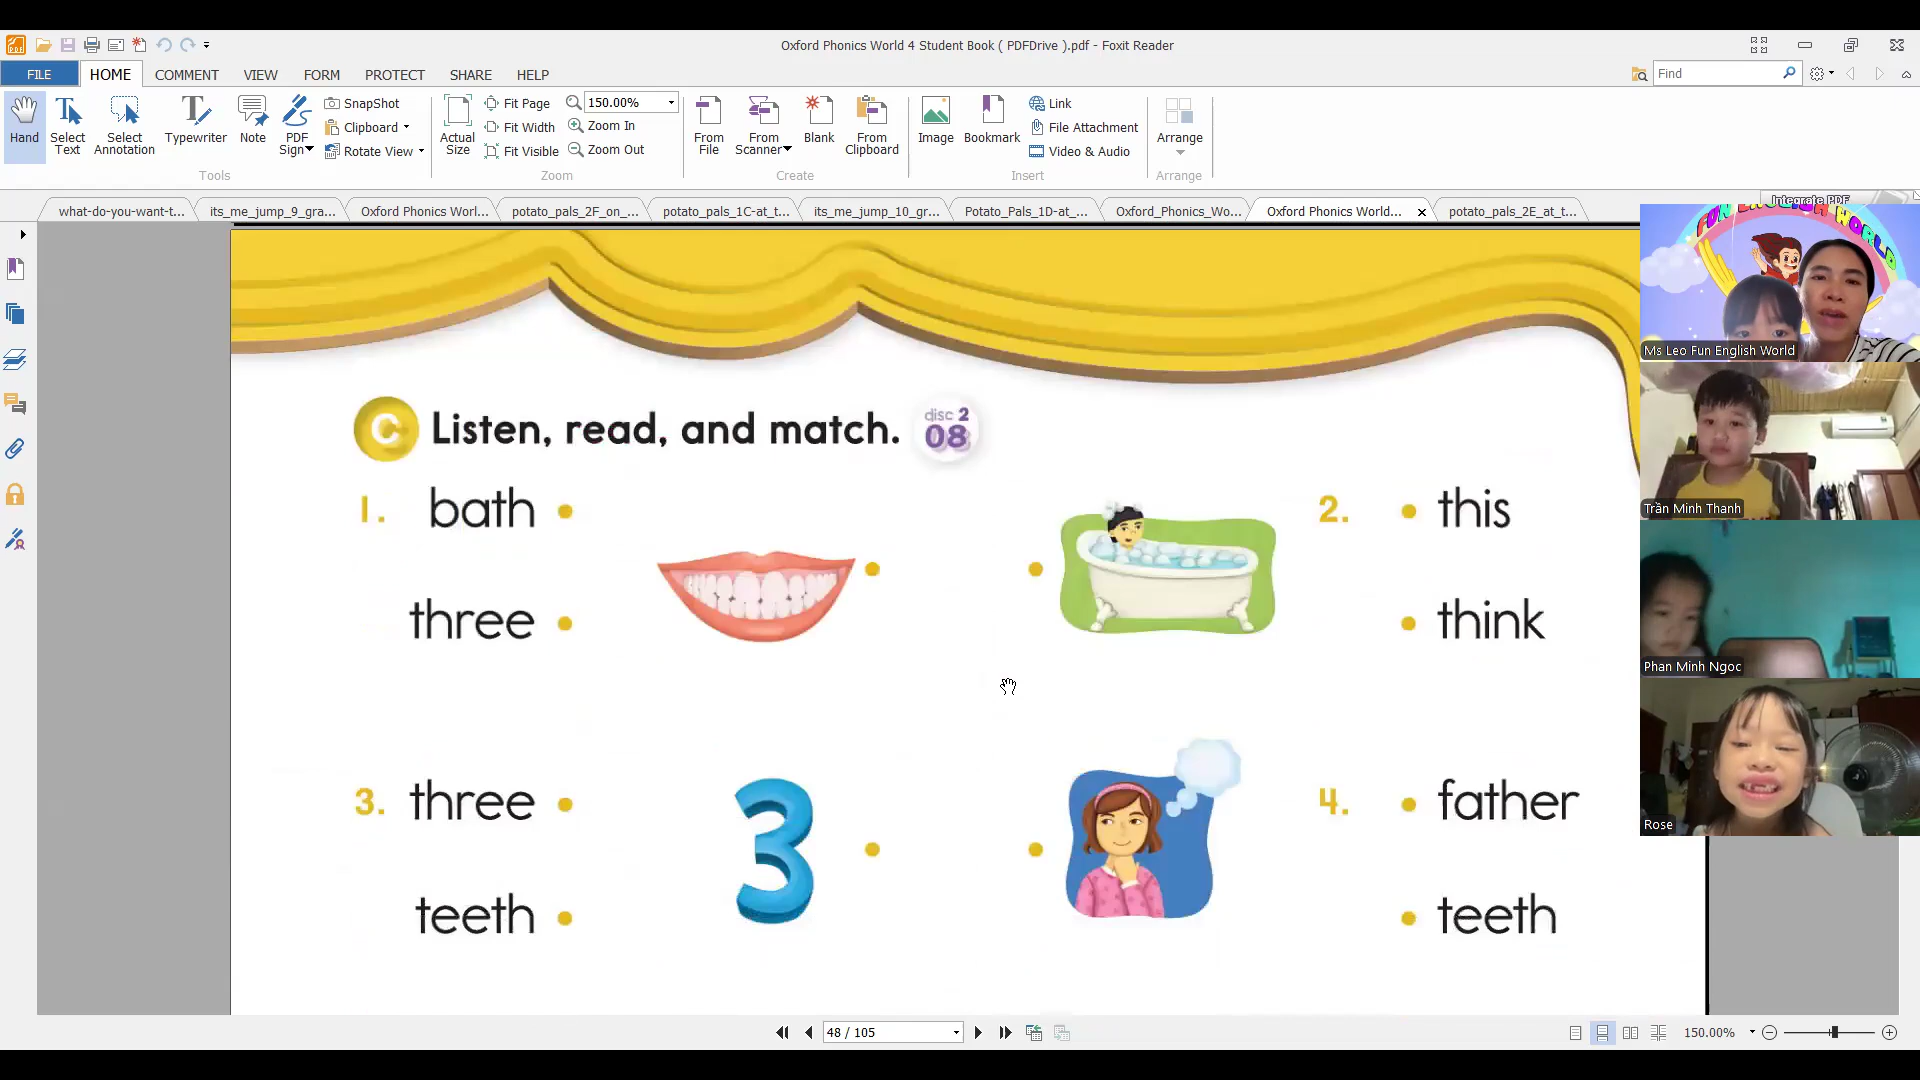 Oxford Phonics World 4 Student Book ( PDFDrive ).pdf - Foxit Reader
FILE HOME COMMENT VIEW FORM PROTECT SHARE HELP
Find
Hand
Select Text
Select Annotation
Typewriter
Note
PDF Sign
SnapShot
Clipboard
Rotate View
Tools
Actual Size
Fit Page
Fit Width
Fit Visible
150.00%
Zoom In
Zoom Out
Zoom
From File
From Scanner
Blank
From Clipboard
Create
Image
Bookmark
Link
File Attachment
Video & Audio
Insert
Arrange
Arrange
what-do-you-want-t... its_me_jump_9_gra... Oxford Phonics Worl... potato_pals_2F_on_... potato_pals_1C-at_t... its_me_jump_10_gr... Potato_Pals_1D-at_... Oxford_Phonics_Wo... Oxford Phonics World... potato_pals_2E_at_t...
Integrate PDF
FUN ENGLISH WORLD
Ms Leo Fun English World
Trần Minh Thanh
Phan Minh Ngoc
Rose
C Listen, read, and match. disc 2 08
1. bath
three
2. this
think
3. three
teeth
3
4. father
teeth
48 / 105
150.00%